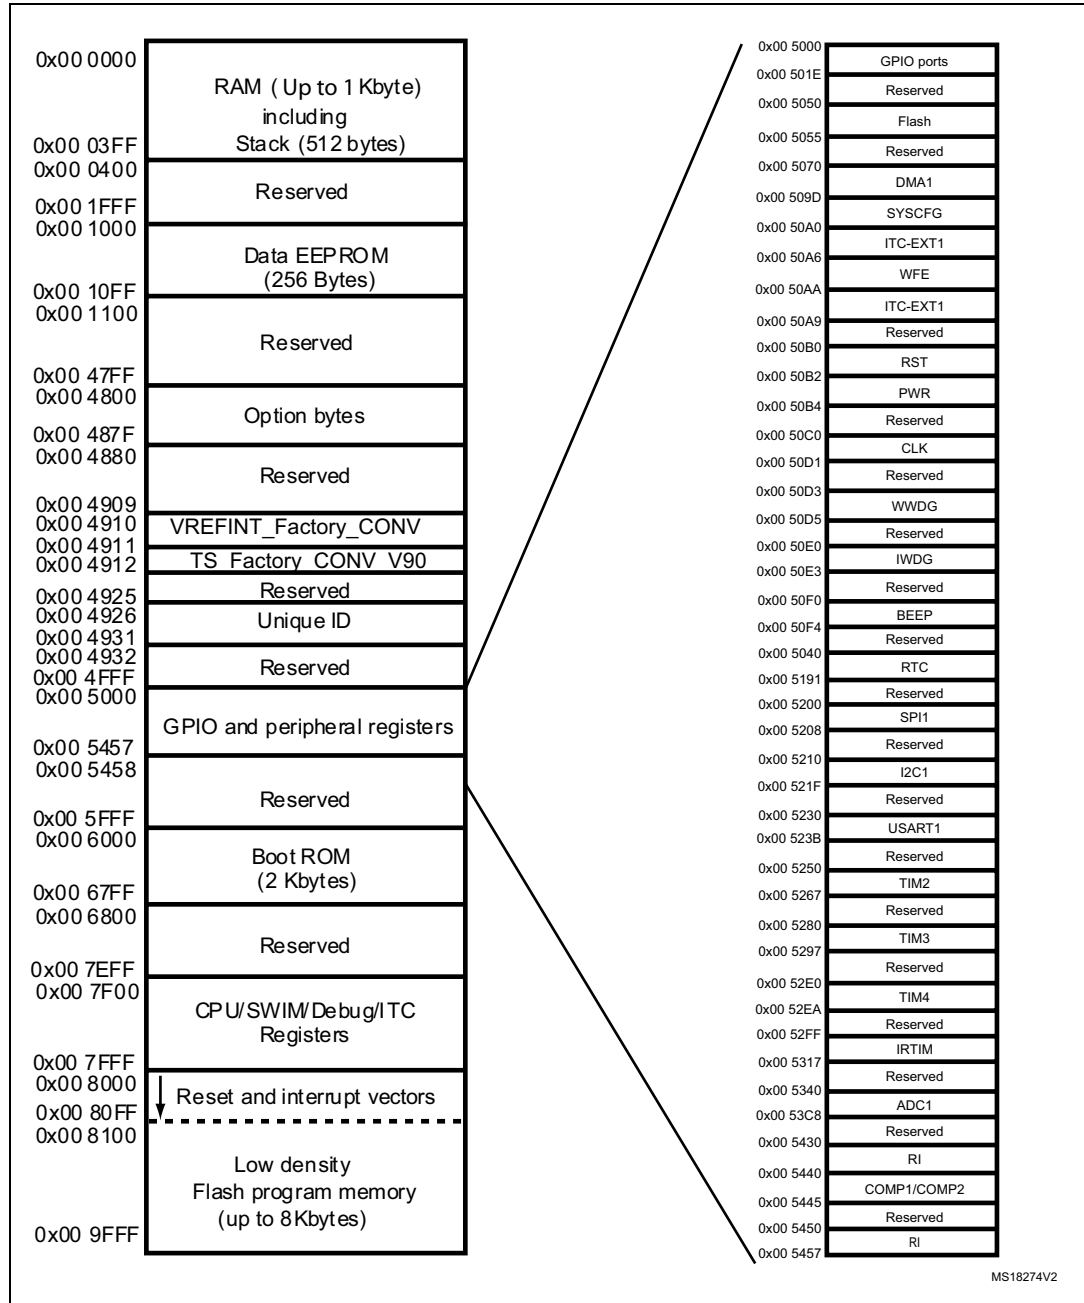 0x00 0000
RAM ( Up to 1 Kbyte)
including
Stack (512 bytes)
0x00 03FF
0x00 0400
Reserved
0x00 1FFF
0x00 1000
Data EEPROM
(256 Bytes)
0x00 10FF
0x00 1100
Reserved
0x00 47FF
0x00 4800
Option bytes
0x00 487F
0x00 4880
Reserved
0x00 4909
0x00 4910
VREFINT_Factory_CONV
0x00 4911
0x00 4912
TS_Factory_CONV_V90
Reserved
0x00 4925
0x00 4926
Unique ID
0x00 4931
0x00 4932
Reserved
0x00 4FFF
0x00 5000
GPIO and peripheral registers
0x00 5457
0x00 5458
Reserved
0x00 5FFF
0x00 6000
Boot ROM
(2 Kbytes)
0x00 67FF
0x00 6800
Reserved
0x00 7EFF
0x00 7F00
CPU/SWIM/Debug/ITC
Registers
0x00 7FFF
0x00 8000
Reset and interrupt vectors
0x00 80FF
0x00 8100
Low density
Flash program memory
(up to 8Kbytes)
0x00 9FFF
0x00 5000
GPIO ports
0x00 501E
Reserved
0x00 5050
Flash
0x00 5055
Reserved
0x00 5070
DMA1
0x00 509D
SYSCFG
0x00 50A0
ITC-EXT1
0x00 50A6
WFE
0x00 50AA
ITC-EXT1
0x00 50A9
Reserved
0x00 50B0
RST
0x00 50B2
PWR
0x00 50B4
Reserved
0x00 50C0
CLK
0x00 50D1
Reserved
0x00 50D3
WWDG
0x00 50D5
Reserved
0x00 50E0
IWDG
0x00 50E3
Reserved
0x00 50F0
BEEP
0x00 50F4
Reserved
0x00 5040
RTC
0x00 5191
Reserved
0x00 5200
SPI1
0x00 5208
Reserved
0x00 5210
I2C1
0x00 521F
Reserved
0x00 5230
USART1
0x00 523B
Reserved
0x00 5250
TIM2
0x00 5267
Reserved
0x00 5280
TIM3
0x00 5297
Reserved
0x00 52E0
TIM4
0x00 52EA
Reserved
0x00 52FF
IRTIM
0x00 5317
Reserved
0x00 5340
ADC1
0x00 53C8
Reserved
0x00 5430
RI
0x00 5440
COMP1/COMP2
0x00 5445
Reserved
0x00 5450
RI
0x00 5457
MS18274V2